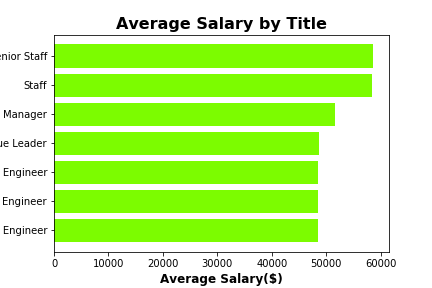 Average Salary by Title
enior Staff
Staff
Manager
ue Leader
Engineer
Engineer
Engineer
0 10000 20000 30000 40000 50000 60000
Average Salary($)